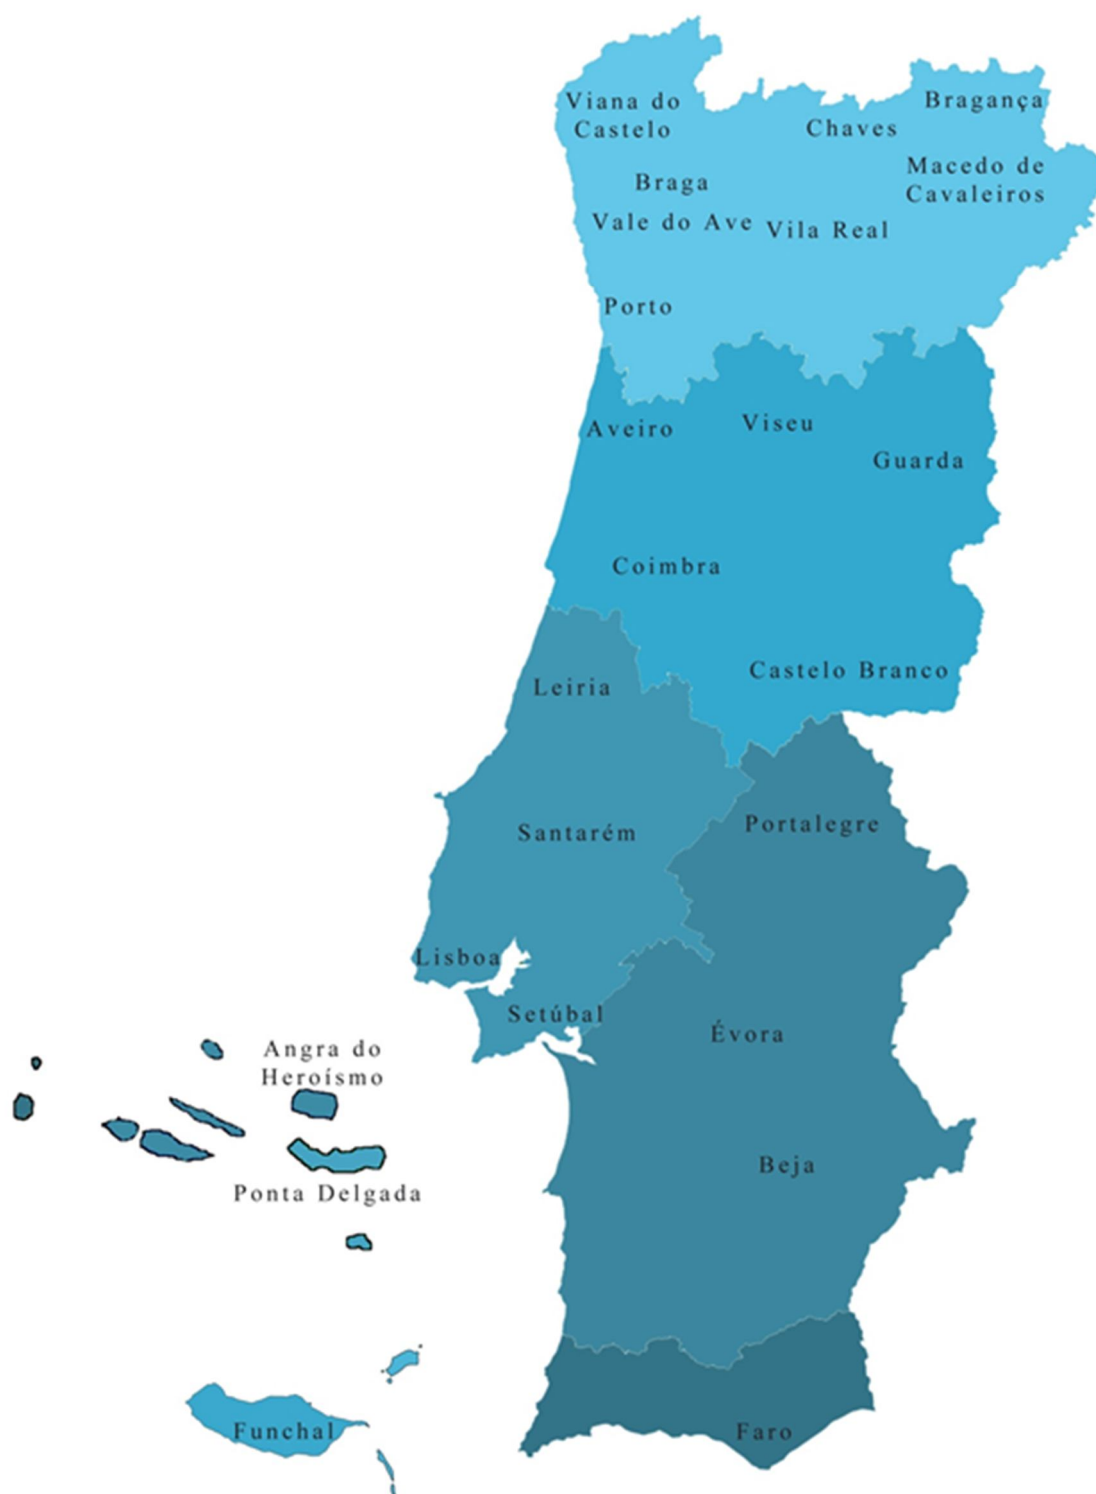 Viana do
Castelo
Bragança
Chaves
Macedo de
Cavaleiros
Braga
Vale do Ave
Vila Real
Porto
Aveiro
Viseu
Guarda
Coimbra
Castelo Branco
Leiria
Portalegre
Santarém
Lisboa
Setúbal
Évora
Angra do
Heroísmo
Beja
Ponta Delgada
Funchal
Faro